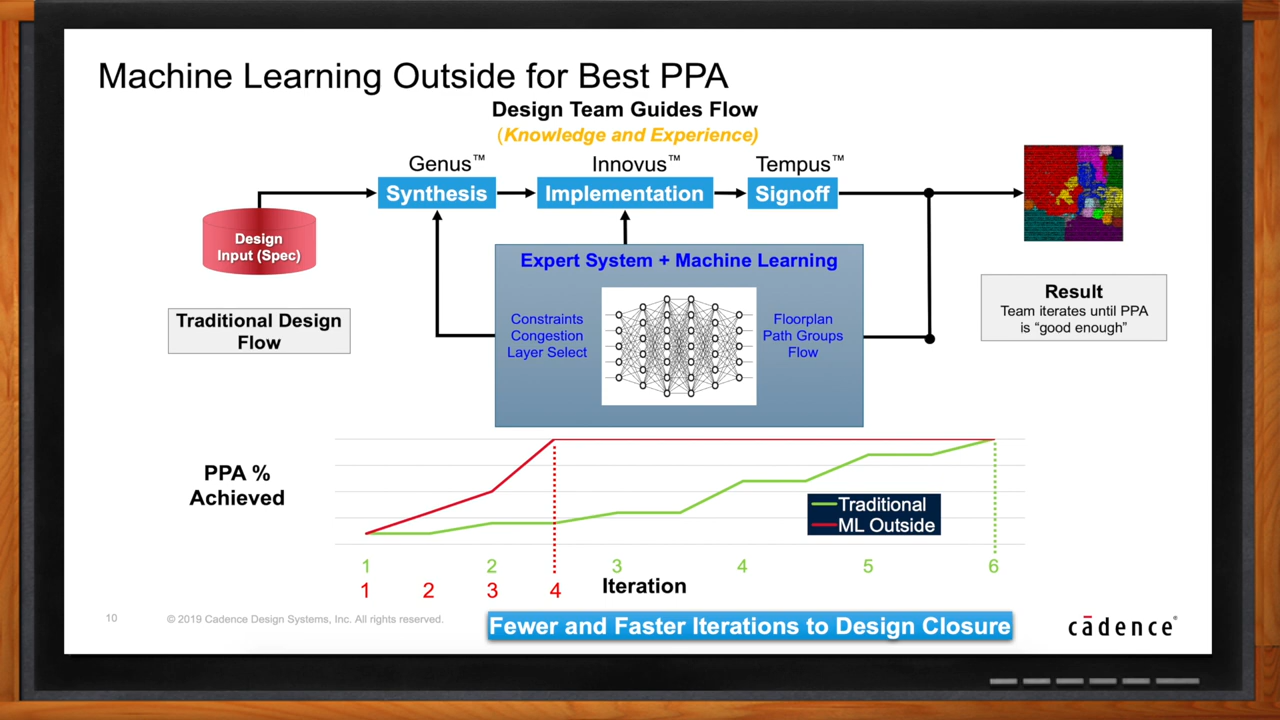 Machine Learning Outside for Best PPA
Design Team Guides Flow
(Knowledge and Experience)
Genus™
Innovus™
Tempus™
Synthesis
Implementation
Signoff
Design
Input (Spec)
Traditional Design
Flow
Expert System + Machine Learning
Constraints
Congestion
Layer Select
Floorplan
Path Groups
Flow
Result
Team iterates until PPA
is “good enough”
PPA %
Achieved
Traditional
ML Outside
1 2 3 4 5 6
1 2 3 4
Iteration
10
© 2019 Cadence Design Systems, Inc. All rights reserved.
Fewer and Faster Iterations to Design Closure
cādence®